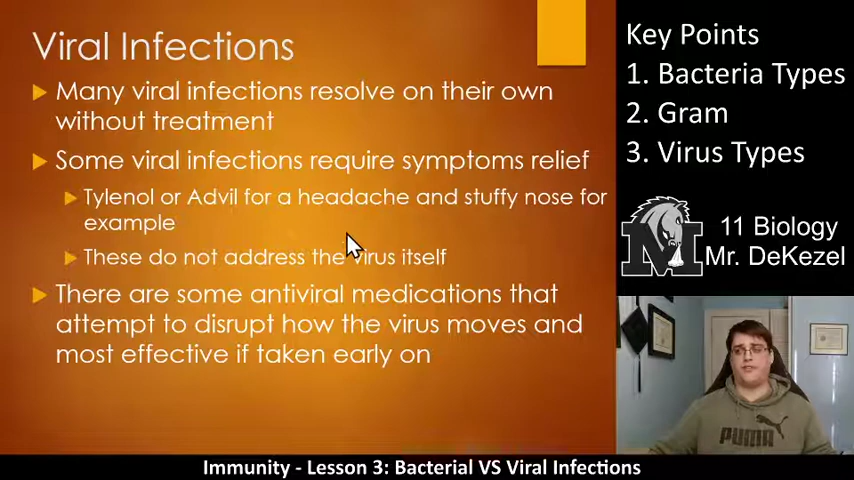 Viral Infections
Many viral infections resolve on their own
without treatment
Some viral infections require symptoms relief
Tylenol or Advil for a headache and stuffy nose for
example
These do not address the virus itself
There are some antiviral medications that
attempt to disrupt how the virus moves and
most effective if taken early on
Key Points
1. Bacteria Types
2. Gram
3. Virus Types
M
11 Biology
Mr. DeKezel
PUMA
Immunity - Lesson 3: Bacterial VS Viral Infections